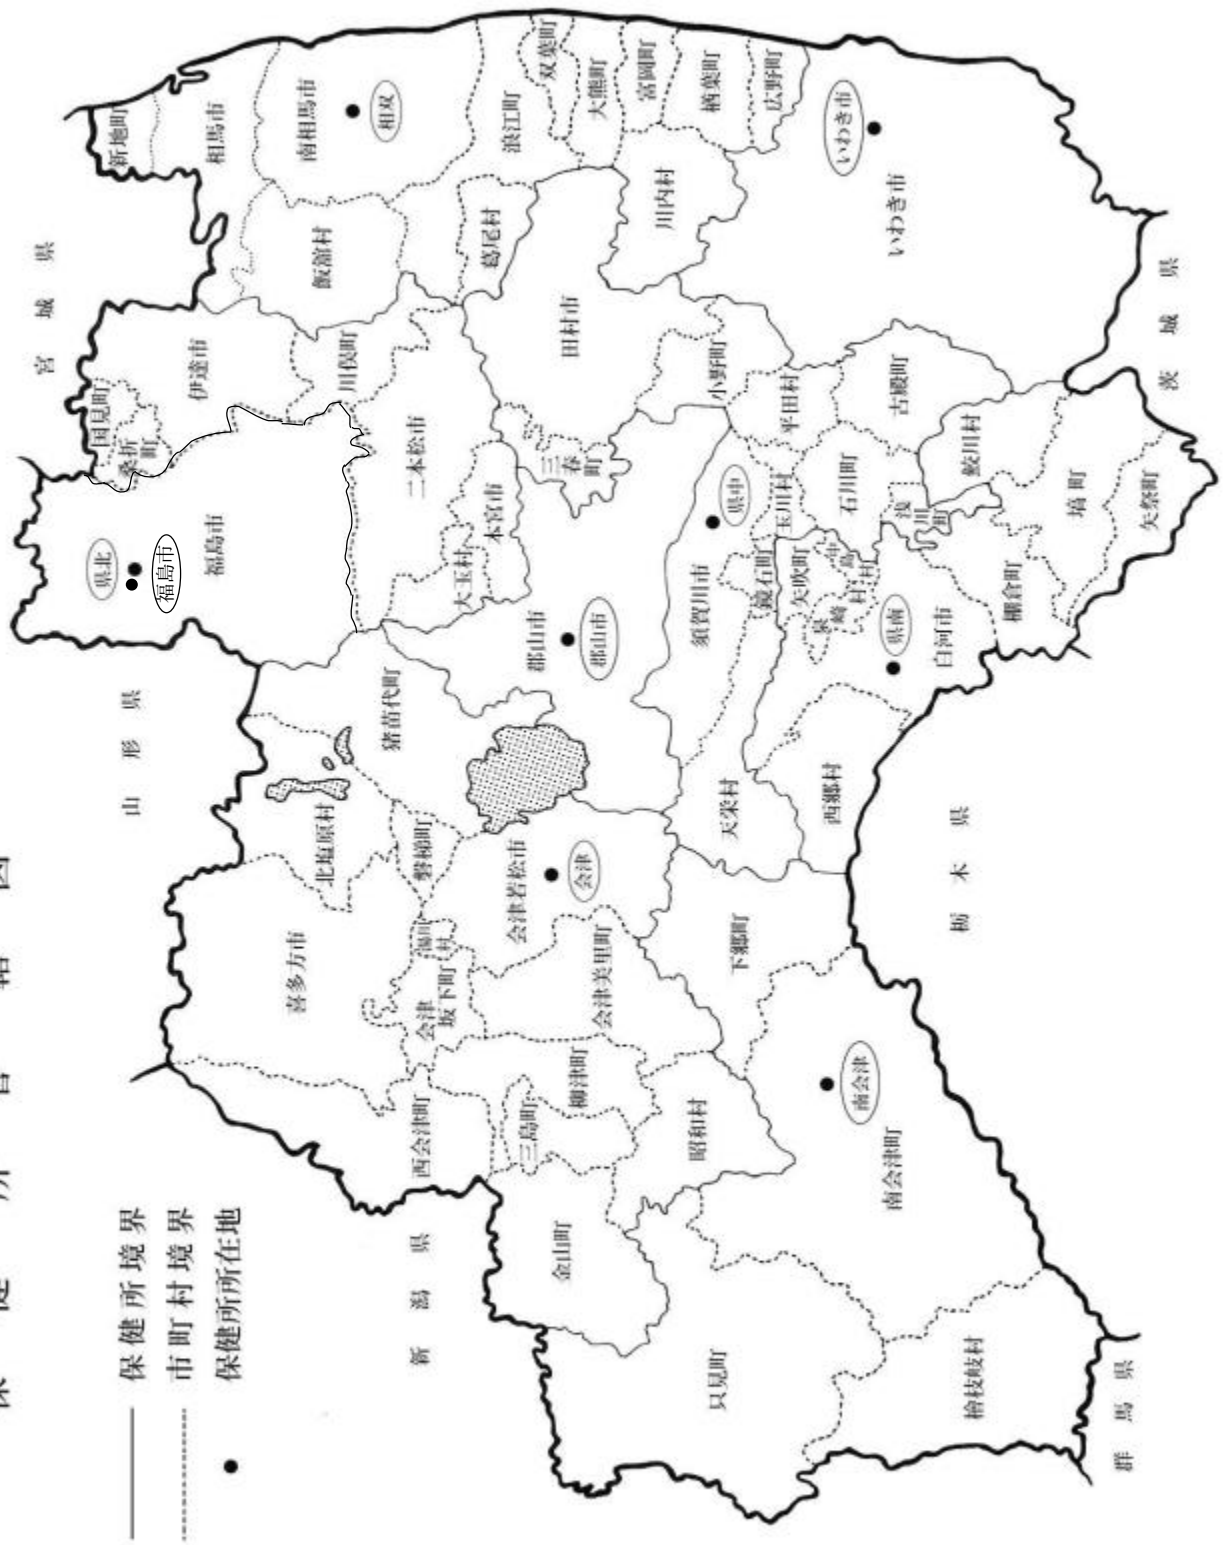 保健所管轄図
保健所境界
市町村境界
保健所所在地
宮城県
山形県
新潟県
群馬県
栃木県
茨城県
新地町
相馬市
南相馬市
相双
飯舘村
浪江町
双葉町
大熊町
富岡町
楢葉町
広野町
葛尾村
川内村
いわき市
いわき市
国見町
桑折町
伊達市
川俣町
県北
福島市
福島市
二本松市
本宮市
大玉村
田村市
三春町
小野町
平田村
古殿町
石川町
玉川村
浅川町
鮫川村
塙町
矢祭町
棚倉町
県中
須賀川市
鏡石町
矢吹町
中島村
泉崎村
県南
白河市
西郷村
天栄村
郡山市
郡山市
猪苗代町
北塩原村
磐梯町
喜多方市
会津若松市
会津
湯川村
会津坂下町
会津美里町
柳津町
三島町
西会津町
金山町
昭和村
下郷町
南会津
南会津町
只見町
檜枝岐村